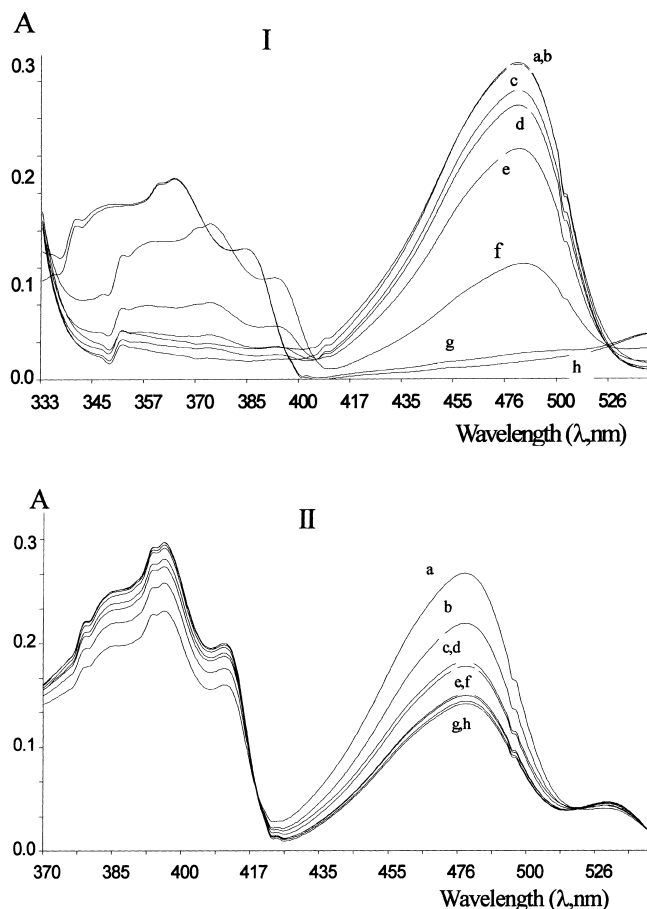 A
I
0.3
a,b
c
d
0.2
e
f
0.1
g
h
0.0
333 345 357 370 385 400 417 435 455 476 500 526
Wavelength (λ,nm)
A
II
0.3
a
b
0.2
c,d
e,f
g,h
0.1
0.0
370 385 400 417 435 455 476 500 526
Wavelength (λ,nm)